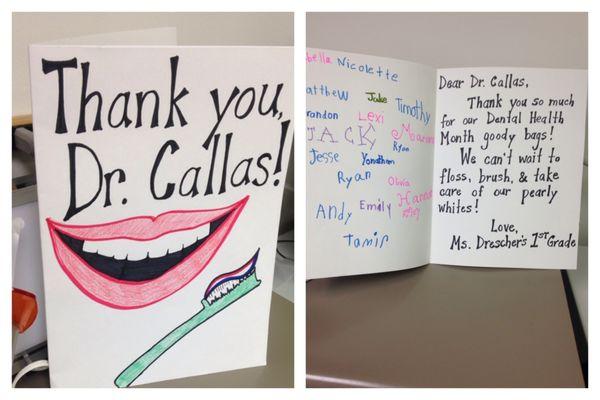 Thank you,
Dr. Callas!
Nicolette
Jake
Timothy
Lexi
JACK
Ryan
Jesse
Yonathan
Ryan
Olivia
Andy
Emily
Tamir
Dear Dr. Callas,
Thank you so much
for our Dental Health
Month goody bags!
We can't wait to
floss, brush, & take
care of our pearly
whites!
Love,
Ms. Drescher's 1st Grade